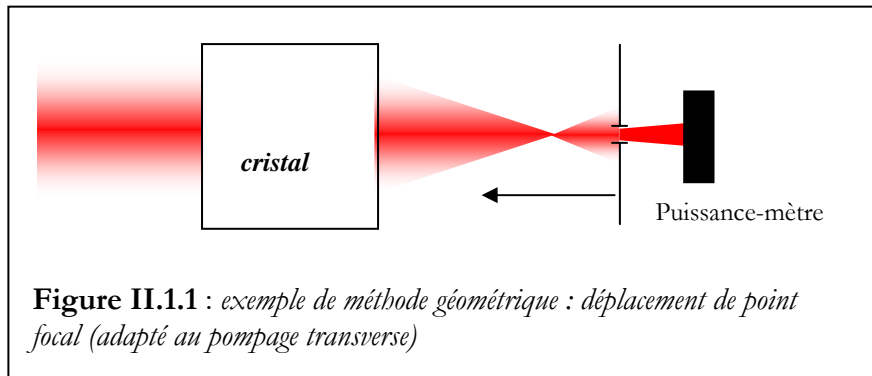 cristal
Puissance-mètre
Figure II.1.1 : exemple de méthode géométrique : déplacement de point
focal (adapté au pompage transverse)